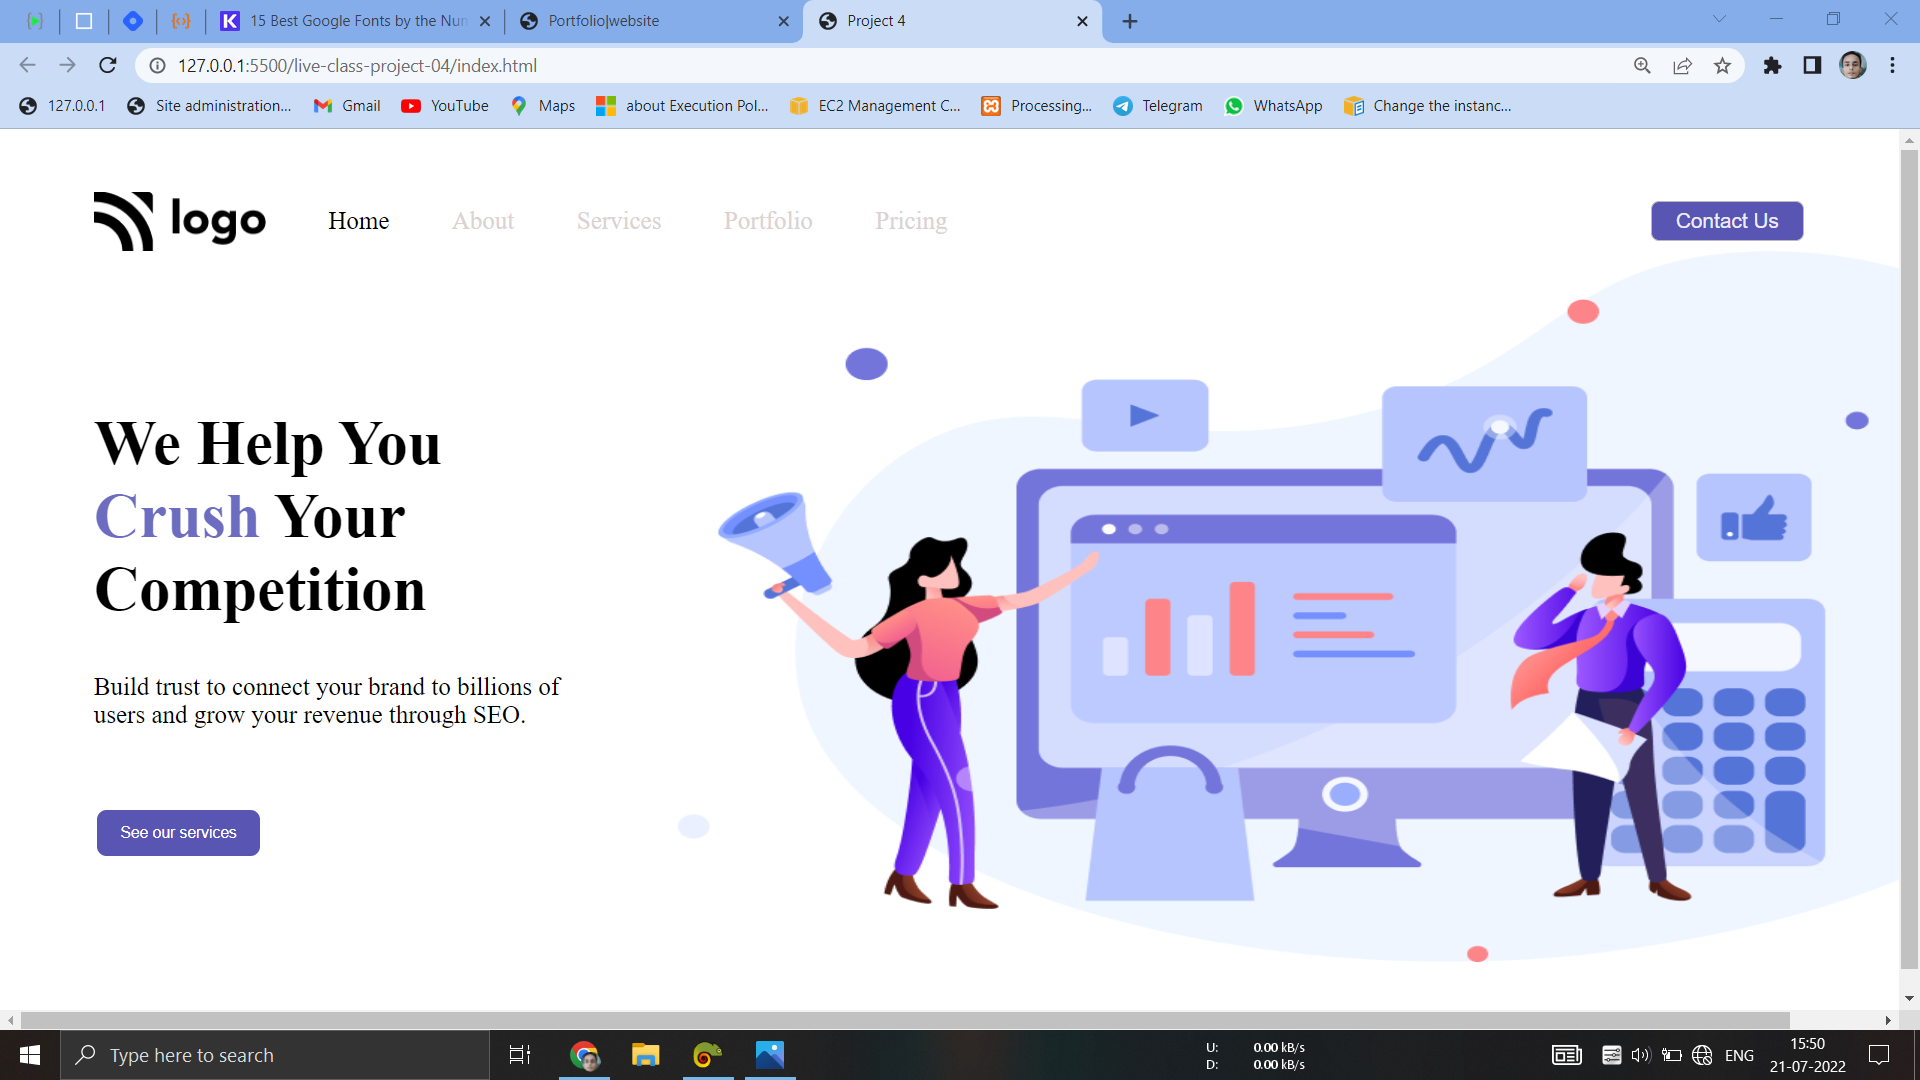 15 Best Google Fonts by the Nun
Portfolio|website
Project 4
127.0.0.1:5500/live-class-project-04/index.html
127.0.0.1
Site administration...
Gmail
YouTube
Maps
about Execution Pol...
EC2 Management C...
Processing...
Telegram
WhatsApp
Change the instanc...
logo
Home
About
Services
Portfolio
Pricing
Contact Us
We Help You
Crush Your
Competition
Build trust to connect your brand to billions of
users and grow your revenue through SEO.
See our services
Type here to search
U: 0.00 kB/s
D: 0.00 kB/s
ENG
15:50
21-07-2022